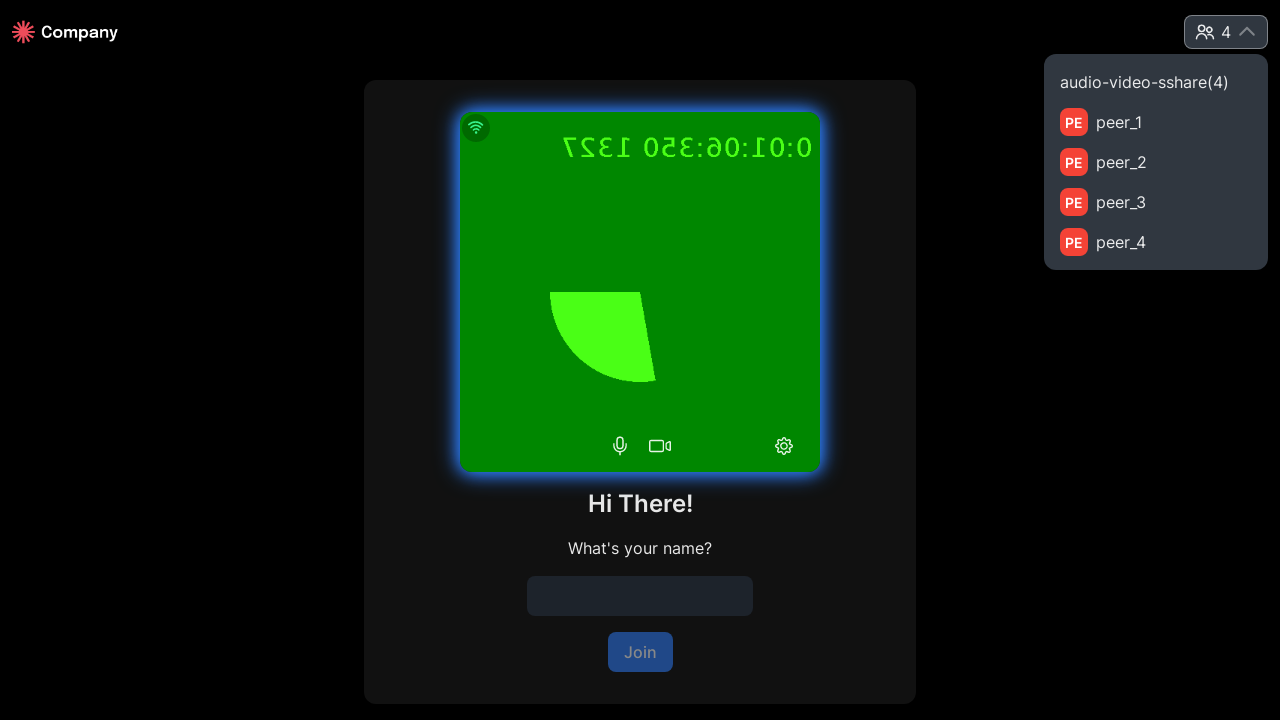 Company
4
audio-video-sshare(4)
PE peer_1
PE peer_2
PE peer_3
PE peer_4
0:01:06:350 1327
Hi There!
What's your name?
Join